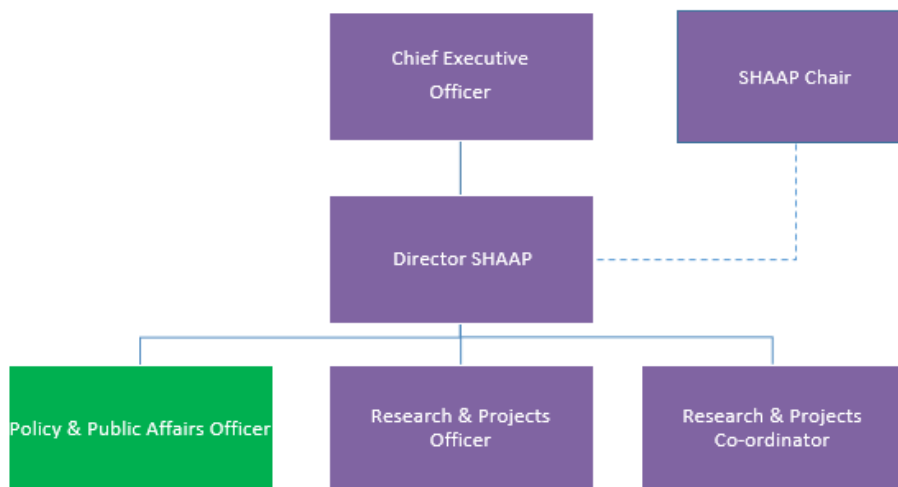 Chief Executive
Officer
SHAAP Chair
Director SHAAP
Policy & Public Affairs Officer
Research & Projects
Officer
Research & Projects
Co-ordinator